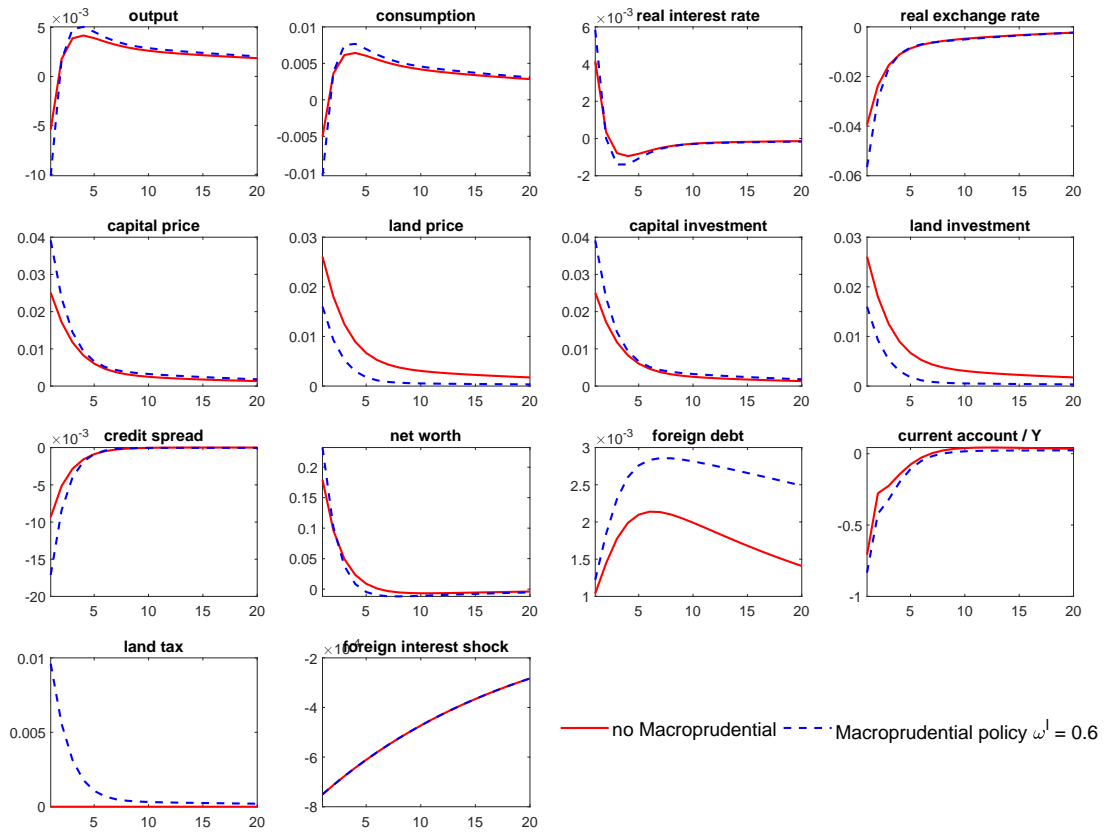 output consumption real interest rate real exchange rate
×10⁻³ ×10⁻³
5 0 -5 -10
0.01 0.005 0 -0.005 -0.01
6 4 2 0 -2
0 -0.02 -0.04 -0.06
5 10 15 20 5 10 15 20 5 10 15 20 5 10 15 20
capital price land price capital investment land investment
0.04 0.03 0.02 0.01 0
0.03 0.02 0.01 0
0.04 0.03 0.02 0.01 0
0.03 0.02 0.01 0
5 10 15 20 5 10 15 20 5 10 15 20 5 10 15 20
credit spread net worth foreign debt current account / Y
×10⁻³ ×10⁻³
0 -5 -10 -15 -20
0.2 0.15 0.1 0.05 0
3 2.5 2 1.5 1
0 -0.5 -1
5 10 15 20 5 10 15 20 5 10 15 20 5 10 15 20
land tax foreign interest shock
×10⁻⁴
0.01 0.005 0
-2 -4 -6 -8
5 10 15 20 5 10 15 20
no Macroprudential Macroprudential policy ω^l = 0.6